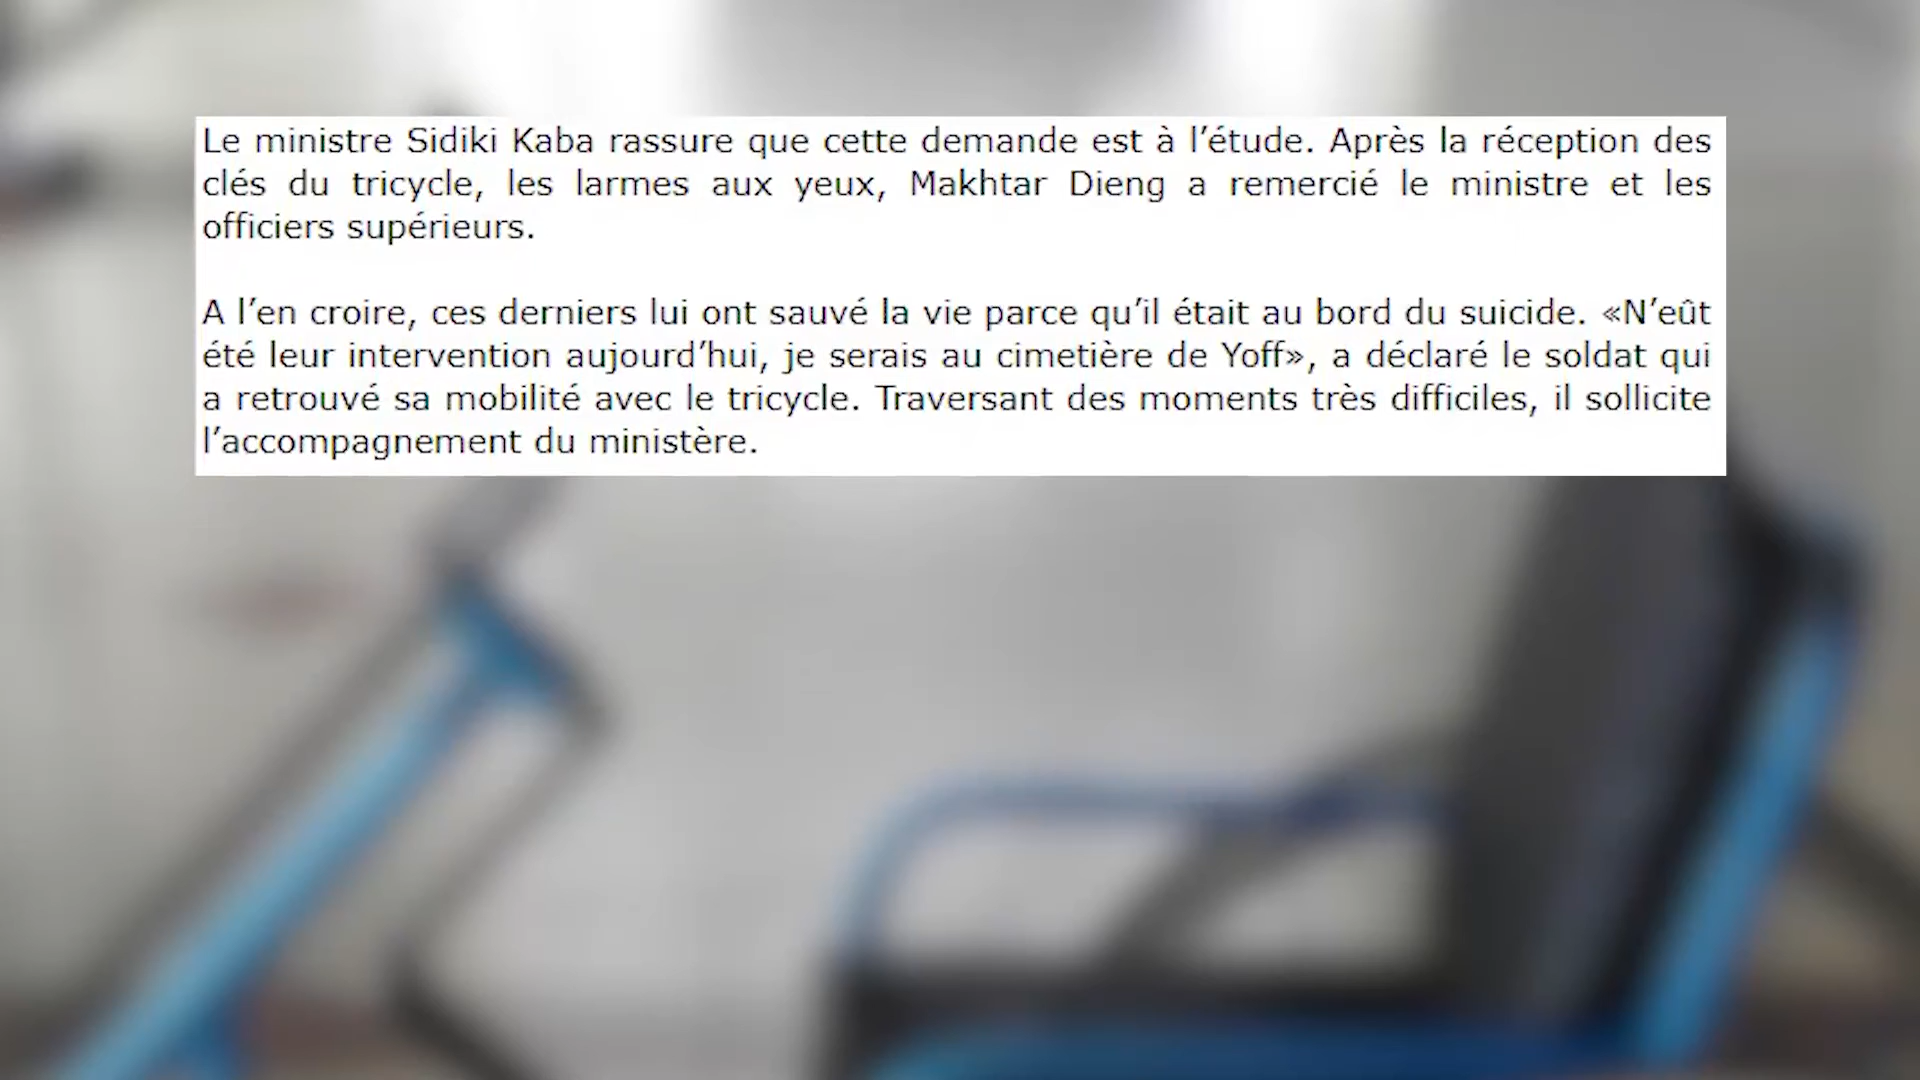 Le ministre Sidiki Kaba rassure que cette demande est à l’étude. Après la réception des
clés du tricycle, les larmes aux yeux, Makhtar Dieng a remercié le ministre et les
officiers supérieurs.
A l’en croire, ces derniers lui ont sauvé la vie parce qu’il était au bord du suicide. «N’eût
été leur intervention aujourd’hui, je serais au cimetière de Yoff», a déclaré le soldat qui
a retrouvé sa mobilité avec le tricycle. Traversant des moments très difficiles, il sollicite
l’accompagnement du ministère.